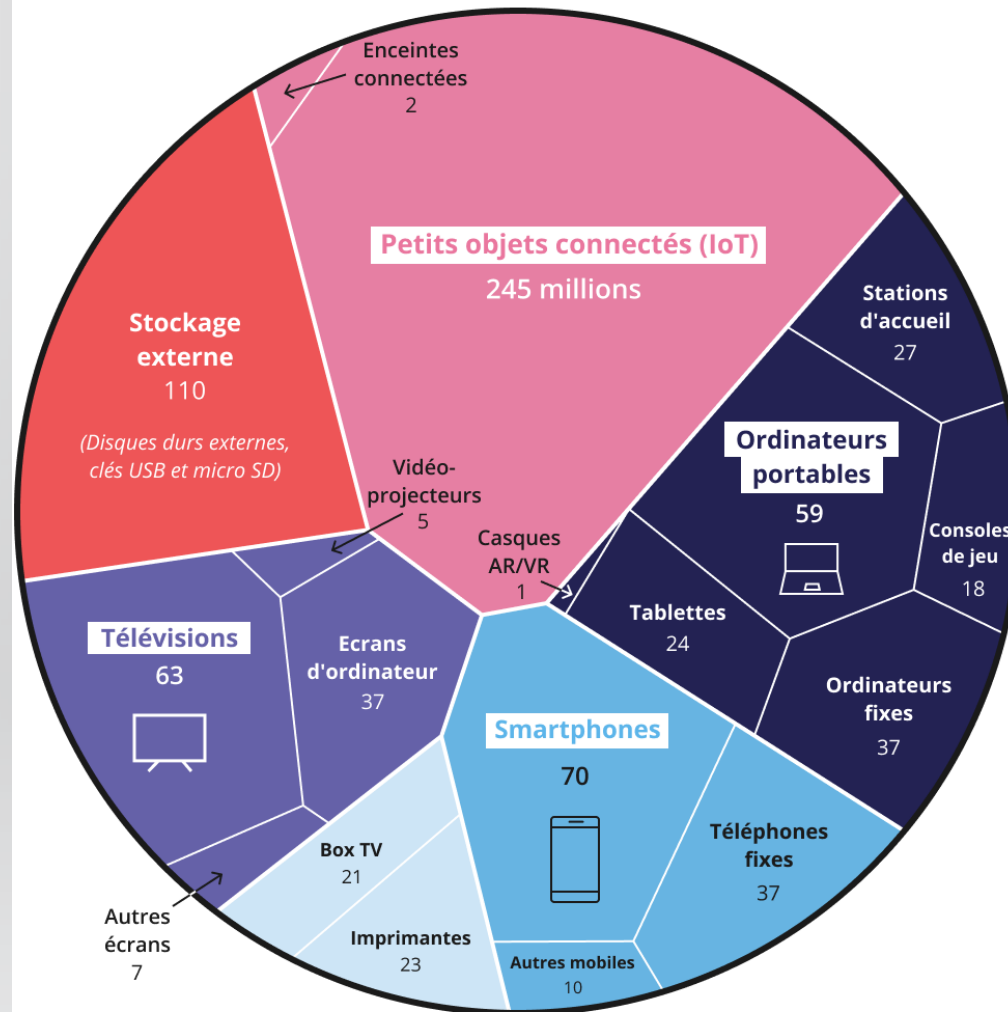 Enceintes
connectées
2
Petits objets connectés (IoT)
245 millions
Stations
d'accueil
27
Stockage
externe
110
(Disques durs externes,
clés USB et micro SD)
Ordinateurs
portables
59
Vidéo-
projecteurs
5
Casques
AR/VR
1
Consoles
de jeu
18
Tablettes
24
Télévisions
63
Ecrans
d'ordinateur
37
Ordinateurs
fixes
37
Smartphones
70
Téléphones
fixes
37
Box TV
21
Imprimantes
23
Autres mobiles
10
Autres
écrans
7